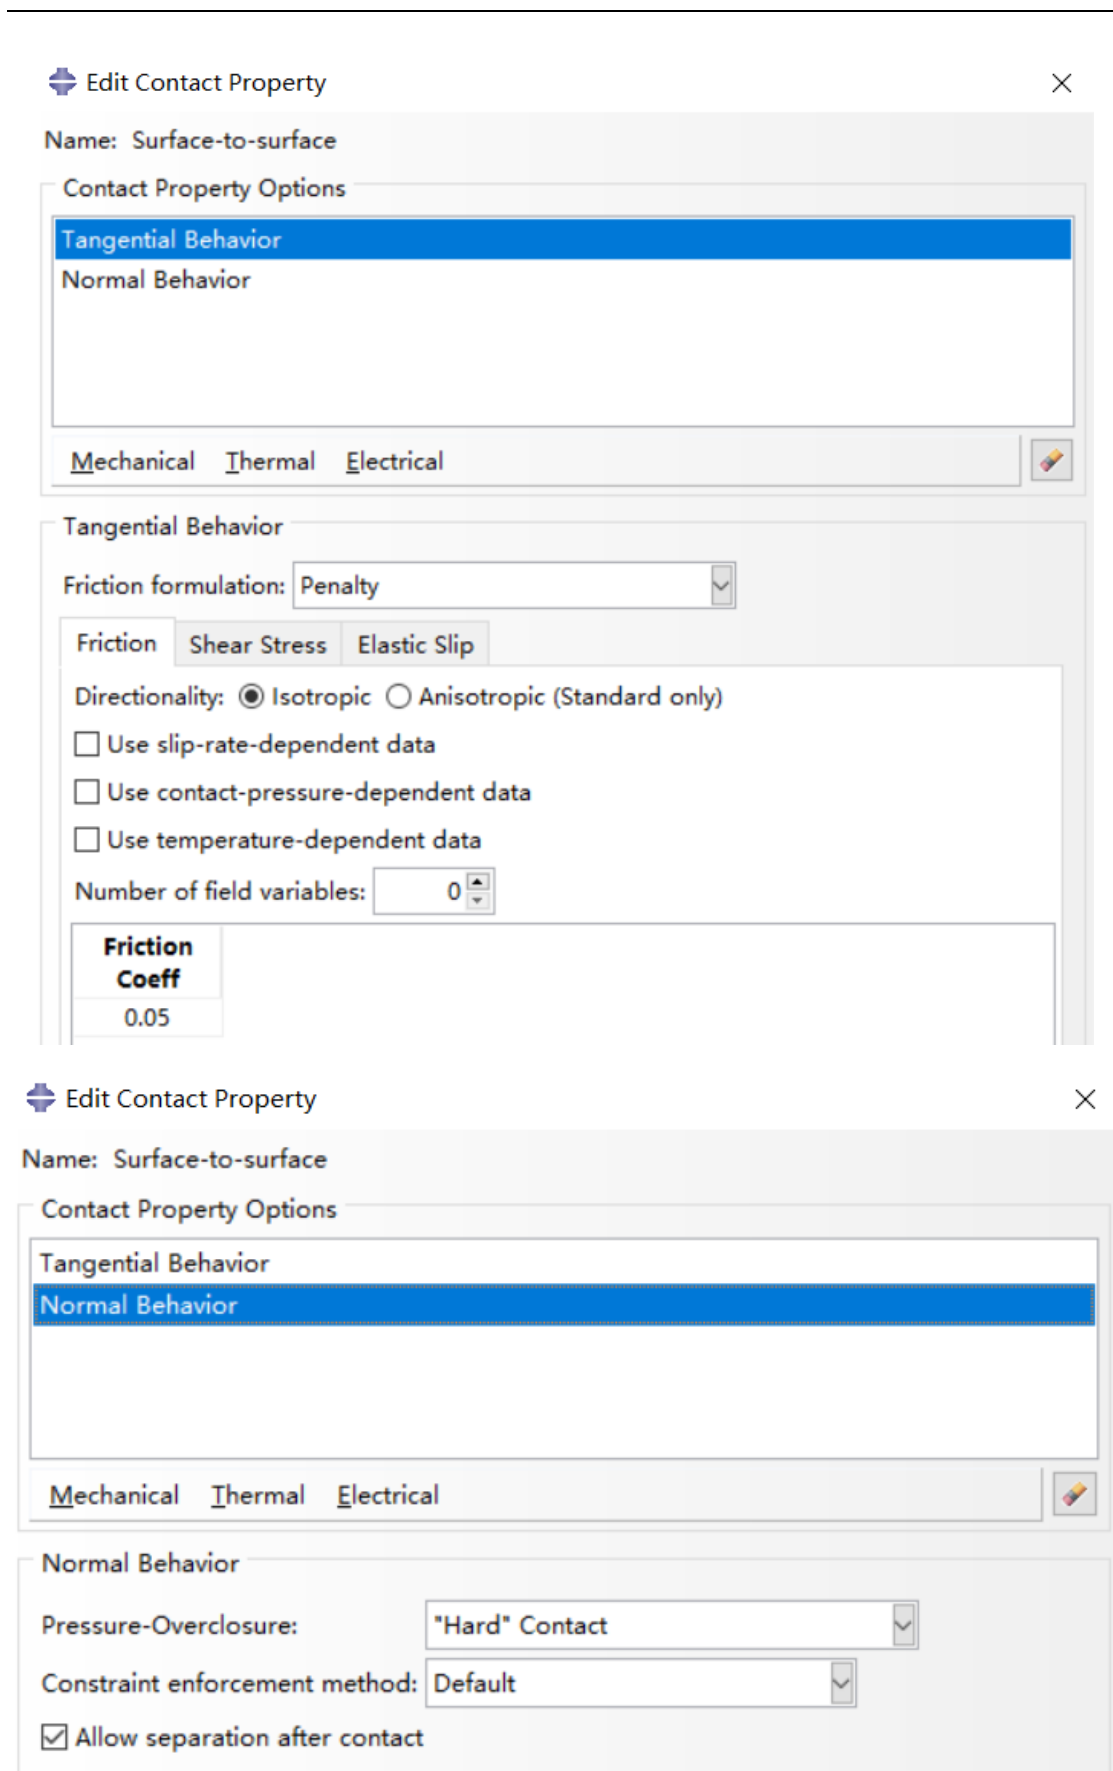 Edit Contact Property
Name: Surface-to-surface
Contact Property Options
Tangential Behavior
Normal Behavior
Mechanical Thermal Electrical
Tangential Behavior
Friction formulation: Penalty
Friction Shear Stress Elastic Slip
Directionality: Isotropic Anisotropic (Standard only)
Use slip-rate-dependent data
Use contact-pressure-dependent data
Use temperature-dependent data
Number of field variables: 0
Friction
Coeff
0.05
Edit Contact Property
Name: Surface-to-surface
Contact Property Options
Tangential Behavior
Normal Behavior
Mechanical Thermal Electrical
Normal Behavior
Pressure-Overclosure: "Hard" Contact
Constraint enforcement method: Default
Allow separation after contact